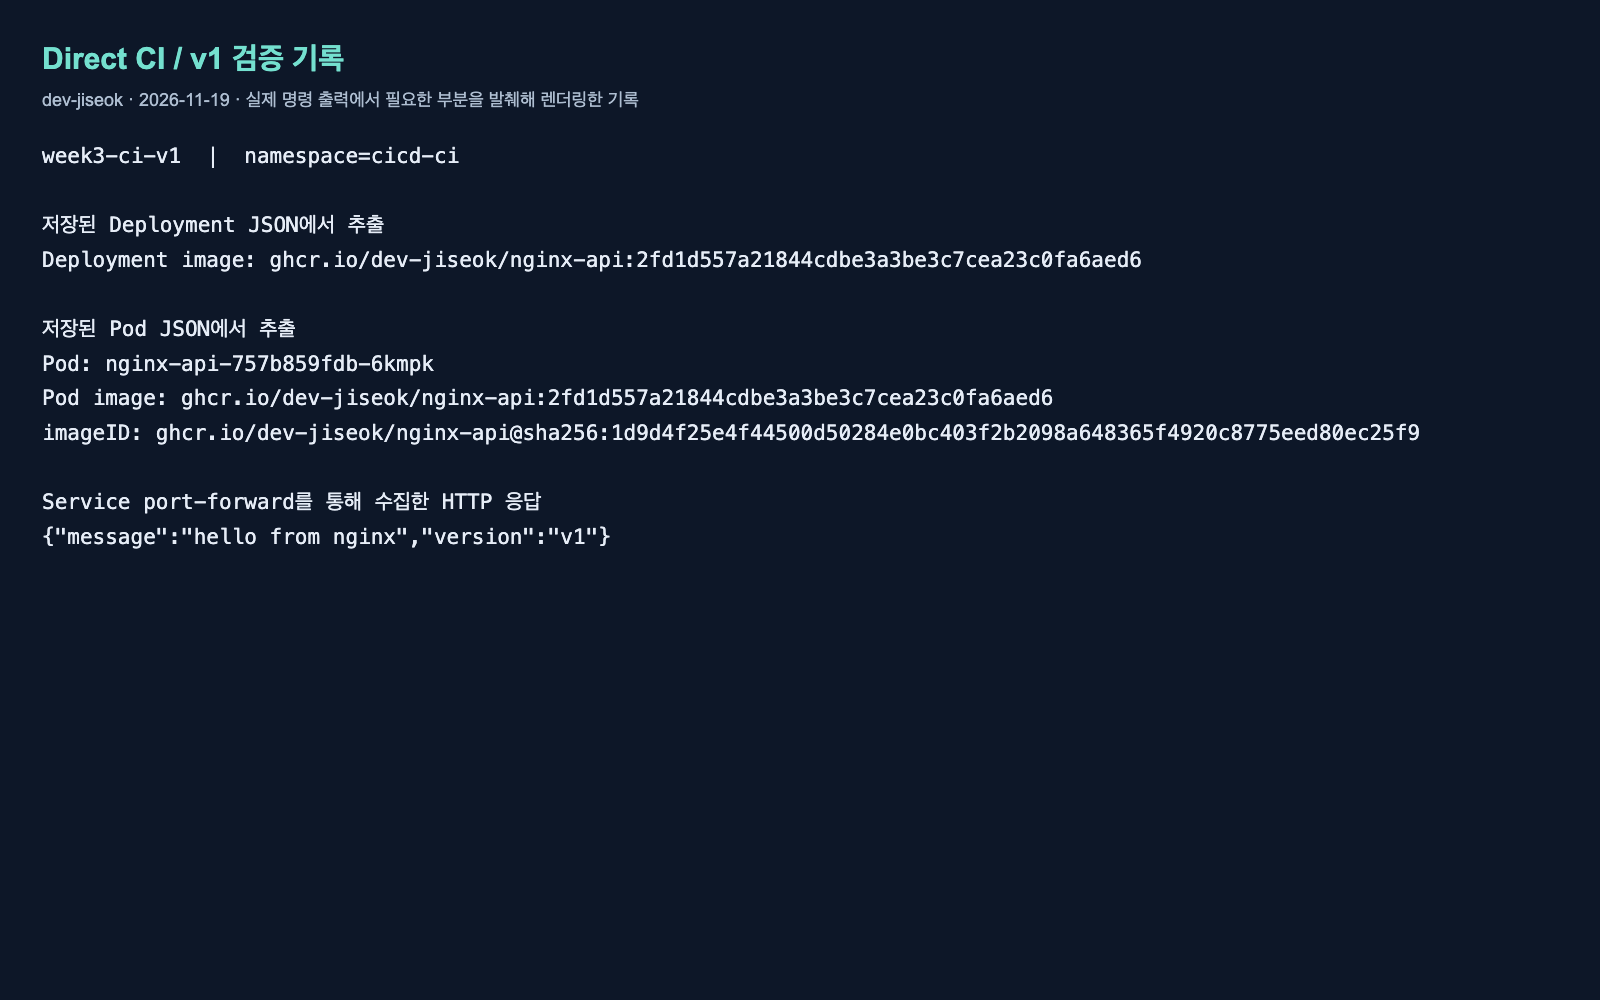 Direct CI / v1 검증 기록
dev-jiseok · 2026-11-19 · 실제 명령 출력에서 필요한 부분을 발췌해 렌더링한 기록
week3-ci-v1 | namespace=cicd-ci
저장된 Deployment JSON에서 추출
Deployment image: ghcr.io/dev-jiseok/nginx-api:2fd1d557a21844cdbe3a3be3c7cea23c0fa6aed6
저장된 Pod JSON에서 추출
Pod: nginx-api-757b859fdb-6kmpk
Pod image: ghcr.io/dev-jiseok/nginx-api:2fd1d557a21844cdbe3a3be3c7cea23c0fa6aed6
imageID: ghcr.io/dev-jiseok/nginx-api@sha256:1d9d4f25e4f44500d50284e0bc403f2b2098a648365f4920c8775eed80ec25f9
Service port-forward를 통해 수집한 HTTP 응답
{"message":"hello from nginx","version":"v1"}